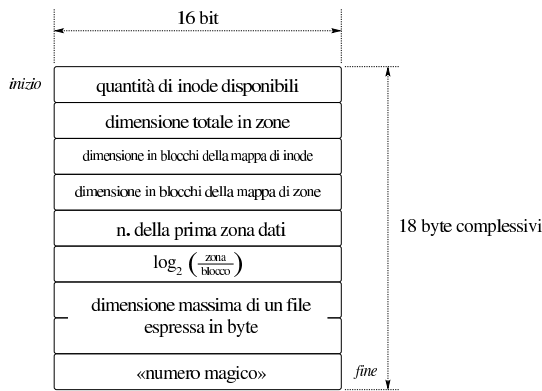 16 bit
inizio
quantità di inode disponibili
dimensione totale in zone
dimensione in blocchi della mappa di inode
dimensione in blocchi della mappa di zone
n. della prima zona dati
18 byte complessivi
log2 (zona/blocco)
dimensione massima di un file
espressa in byte
«numero magico»
fine